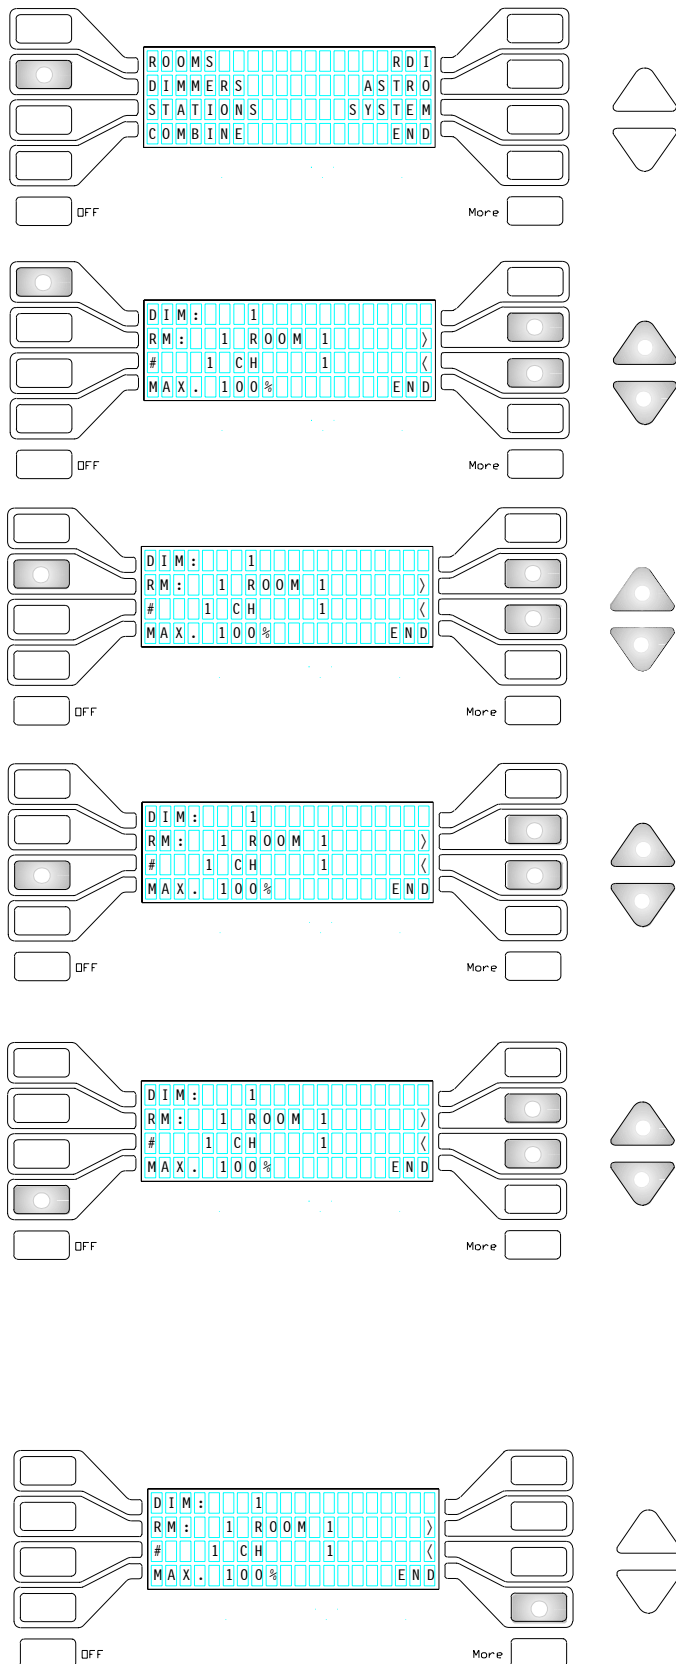 ROOMS RDI
DIMMERS ASTRO
STATIONS SYSTEM
COMBINE END
OFF More
DIM: 1
RM: 1 ROOM 1 >
# 1 CH 1 <
MAX. 100% END
OFF More
DIM: 1
RM: 1 ROOM 1 >
# 1 CH 1 <
MAX. 100% END
OFF More
DIM: 1
RM: 1 ROOM 1 >
# 1 CH 1 <
MAX. 100% END
OFF More
DIM: 1
RM: 1 ROOM 1 >
# 1 CH 1 <
MAX. 100% END
OFF More
DIM: 1
RM: 1 ROOM 1 >
# 1 CH 1 <
MAX. 100% END
OFF More